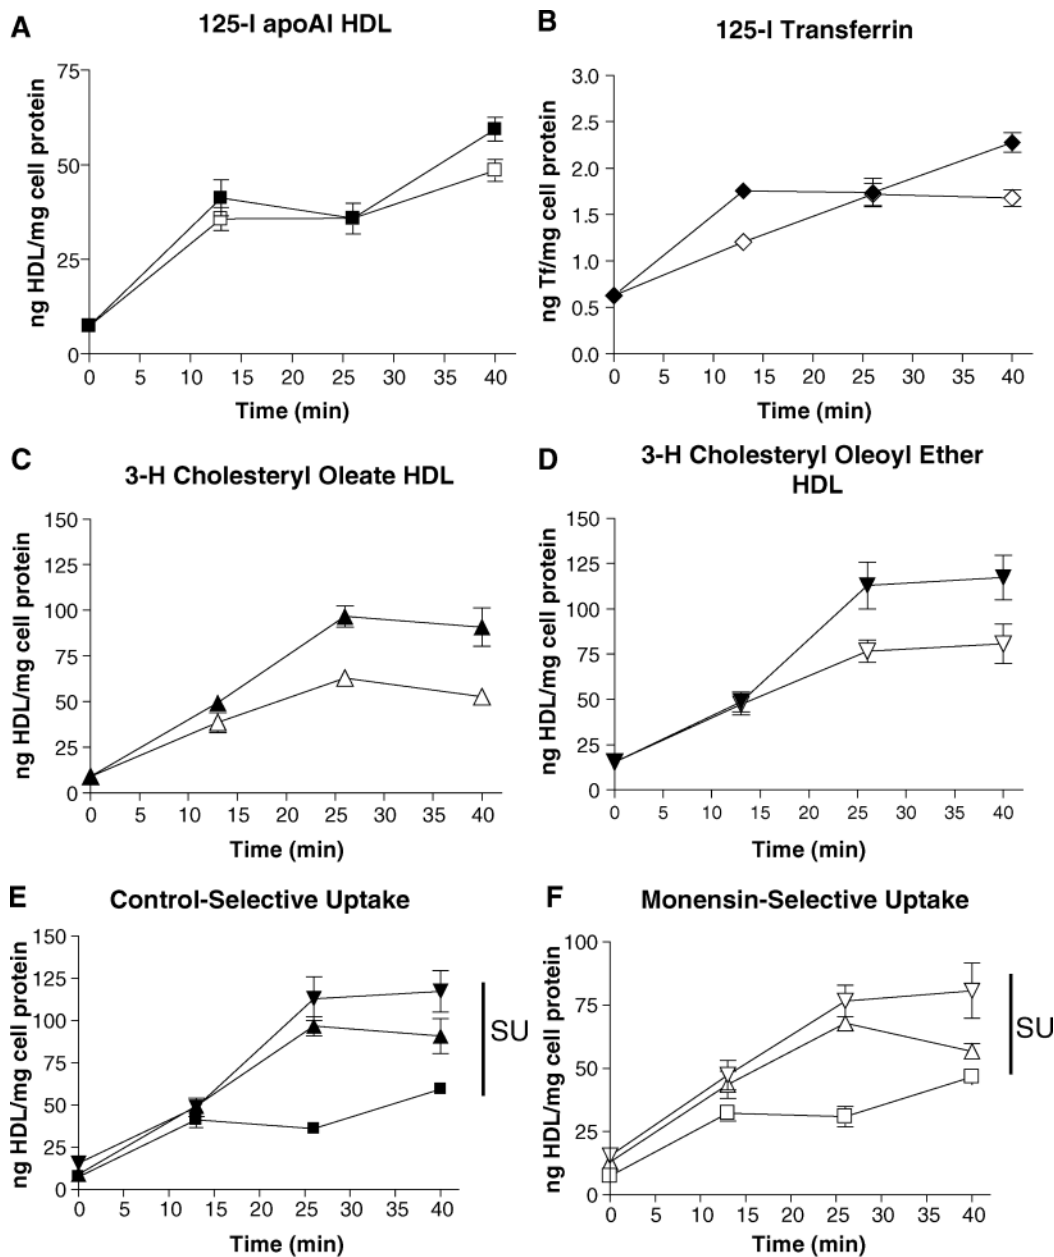 A
125-I apoAI HDL
75
50
25
0
ng HDL/mg cell protein
0 5 10 15 20 25 30 35 40
Time (min)
B
125-I Transferrin
3.0
2.5
2.0
1.5
1.0
0.5
0.0
ng Tf/mg cell protein
0 5 10 15 20 25 30 35 40
Time (min)
C
3-H Cholesteryl Oleate HDL
150
125
100
75
50
25
0
ng HDL/mg cell protein
0 5 10 15 20 25 30 35 40
Time (min)
D
3-H Cholesteryl Oleoyl Ether
HDL
150
125
100
75
50
25
0
ng HDL/mg cell protein
0 5 10 15 20 25 30 35 40
Time (min)
E
Control-Selective Uptake
150
125
100
75
50
25
0
ng HDL/mg cell protein
0 5 10 15 20 25 30 35 40
Time (min)
SU
F
Monensin-Selective Uptake
100
75
50
25
0
ng HDL/mg cell protein
0 5 10 15 20 25 30 35 40
Time (min)
SU